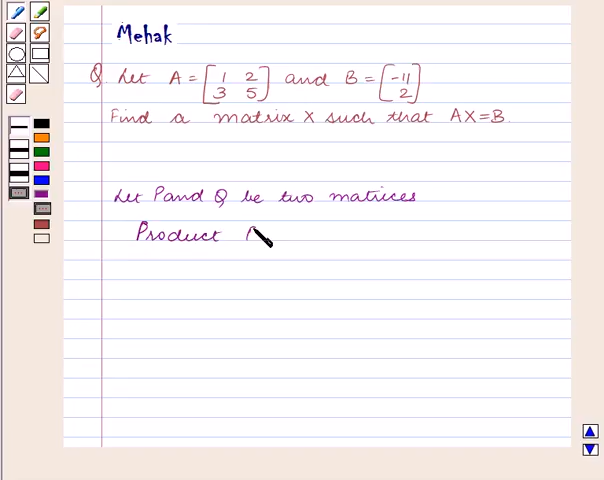 Mehak
Q. Let A = [1 2 3 5] and B = [-11 2]
Find a matrix X such that AX=B.
Let P and Q be two matrices
Product